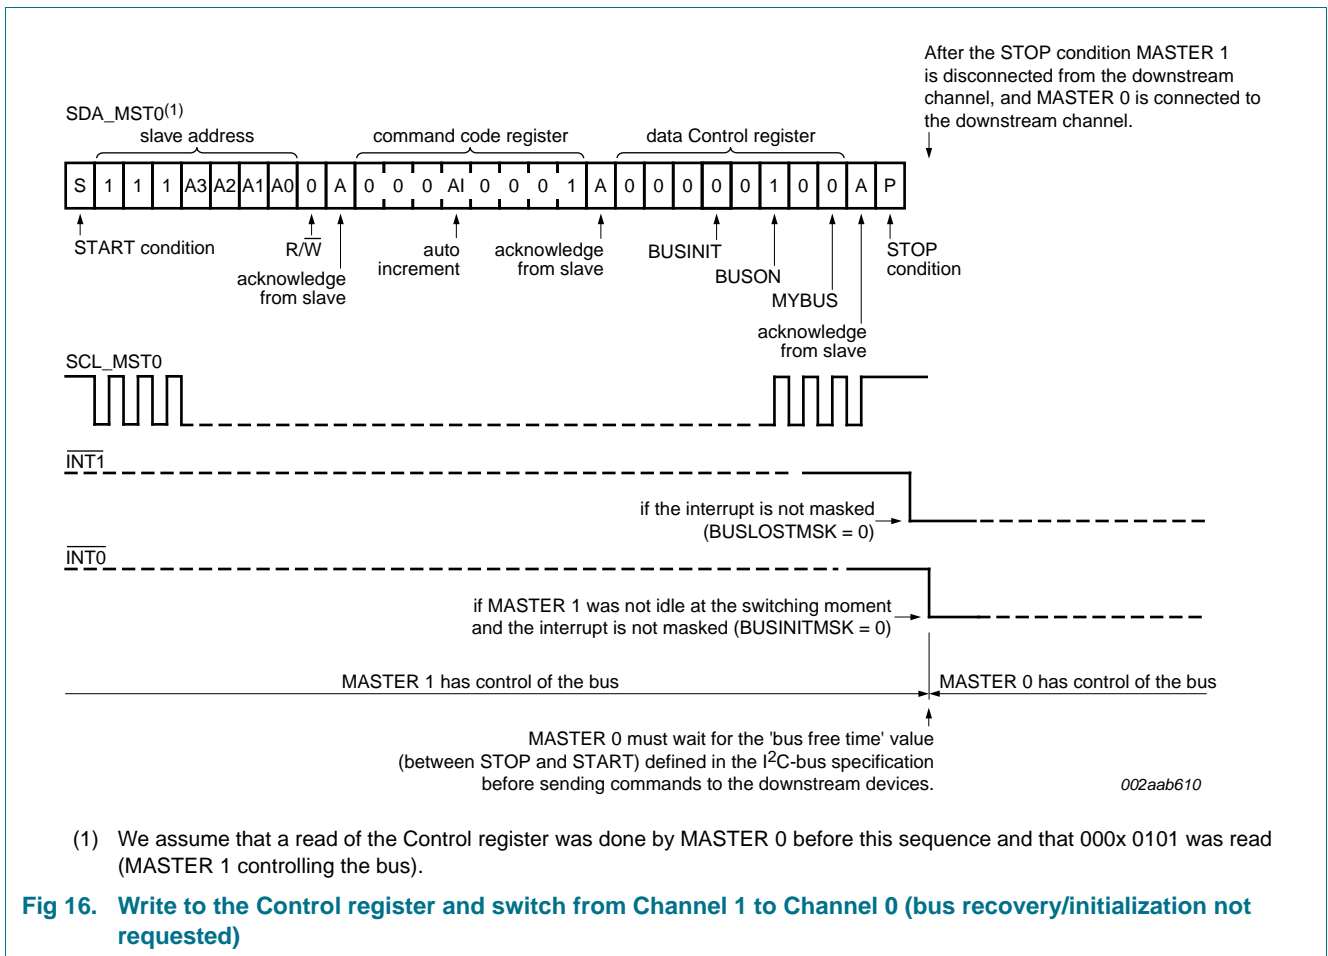 After the STOP condition MASTER 1
is disconnected from the downstream
channel, and MASTER 0 is connected to
the downstream channel.
SDA_MST0(1)
slave address
command code register
data Control register
S 1 1 1 A3 A2 A1 A0 0 A 0 0 0 AI 0 0 0 1 A 0 0 0 0 0 1 0 0 A P
START condition
R/W
acknowledge
from slave
auto
increment
acknowledge
from slave
BUSINIT
BUSON
MYBUS
acknowledge
from slave
STOP
condition
SCL_MST0
INT1
if the interrupt is not masked
(BUSLOSTMSK = 0)
INT0
if MASTER 1 was not idle at the switching moment
and the interrupt is not masked (BUSINITMSK = 0)
MASTER 1 has control of the bus
MASTER 0 has control of the bus
MASTER 0 must wait for the 'bus free time' value
(between STOP and START) defined in the I2C-bus specification
before sending commands to the downstream devices.
002aab610
(1) We assume that a read of the Control register was done by MASTER 0 before this sequence and that 000x 0101 was read
(MASTER 1 controlling the bus).
Fig 16. Write to the Control register and switch from Channel 1 to Channel 0 (bus recovery/initialization not
requested)